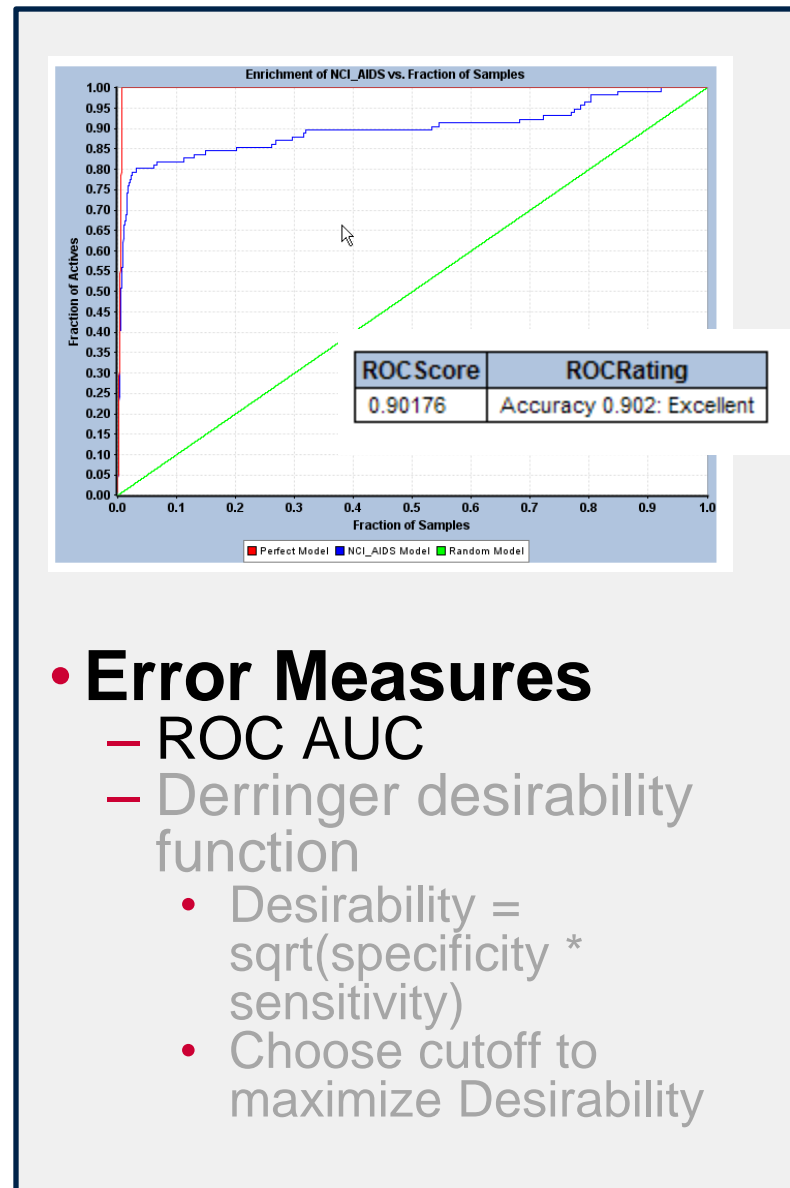 Enrichment of NCI_AIDS vs. Fraction of Samples
1.00
0.95
0.90
0.85
0.80
0.75
0.70
0.65
0.60
0.55
0.50
0.45
0.40
0.35
0.30
0.25
0.20
0.15
0.10
0.05
0.00
Fraction of Actives
0.0 0.1 0.2 0.3 0.4 0.5 0.6 0.7 0.8 0.9 1.0
Fraction of Samples
Perfect Model NCI_AIDS Model Random Model
ROCScore ROCRating
0.90176 Accuracy 0.902: Excellent
• Error Measures
– ROC AUC
– Derringer desirability
function
• Desirability =
sqrt(specificity *
sensitivity)
• Choose cutoff to
maximize Desirability